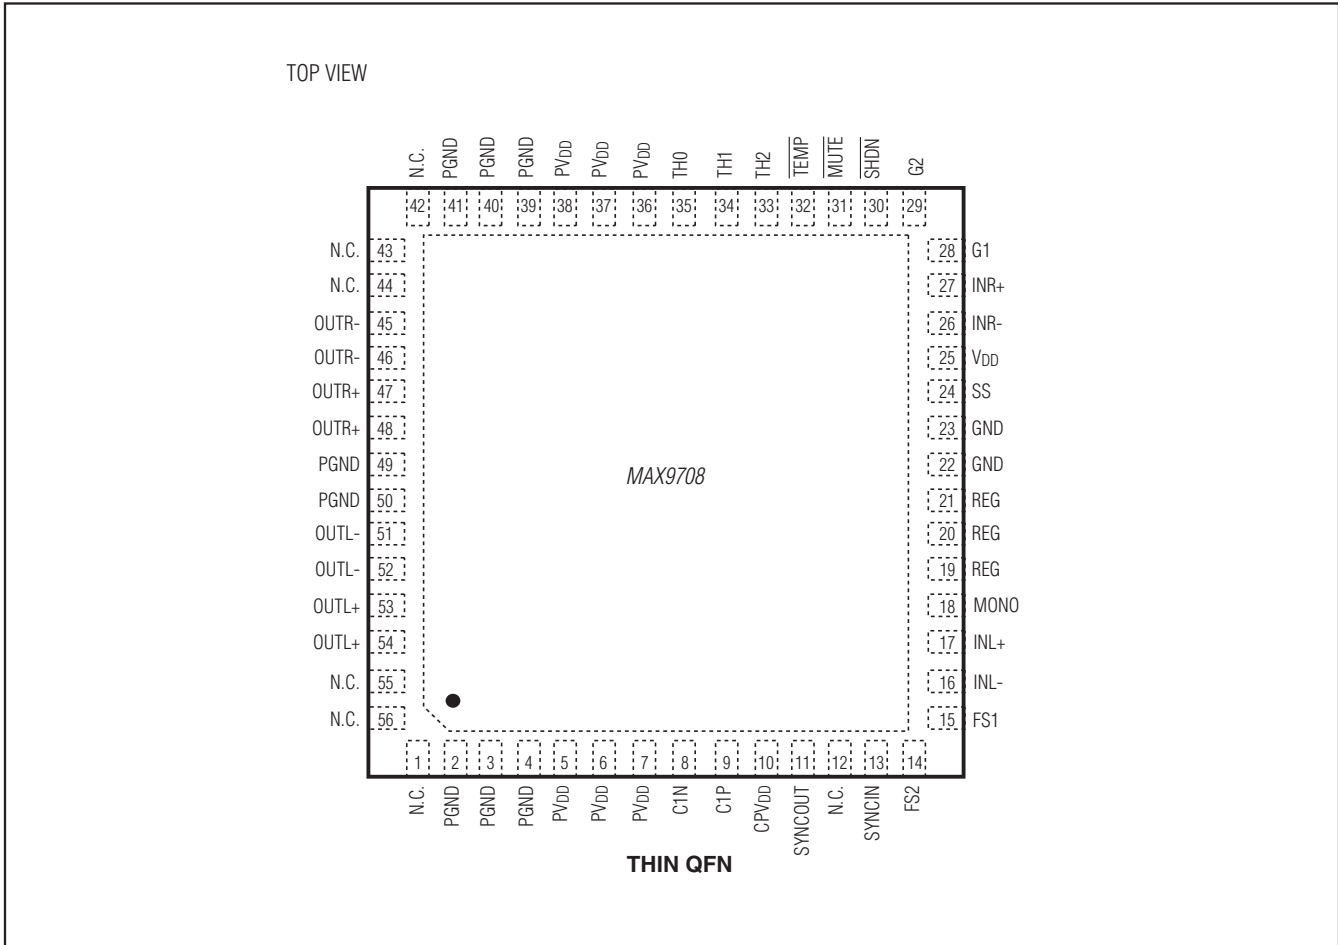 TOP VIEW
N.C. PGND PGND PGND PVDD PVDD PVDD TH0 TH1 TH2 TEMP MUTE SHDN G2
42 41 40 39 38 37 36 35 34 33 32 31 30 29
N.C. 43 28 G1
N.C. 44 27 INR+
OUTR- 45 26 INR-
OUTR- 46 25 VDD
OUTR+ 47 24 SS
OUTR+ 48 23 GND
PGND 49 22 GND
MAX9708
PGND 50 21 REG
OUTL- 51 20 REG
OUTL- 52 19 REG
OUTL+ 53 18 MONO
OUTL+ 54 17 INL+
N.C. 55 16 INL-
N.C. 56 15 FS1
1 2 3 4 5 6 7 8 9 10 11 12 13 14
N.C. PGND PGND PGND PVDD PVDD PVDD C1N C1P CPVDD SYNCOUT N.C. SYNCIN FS2
THIN QFN